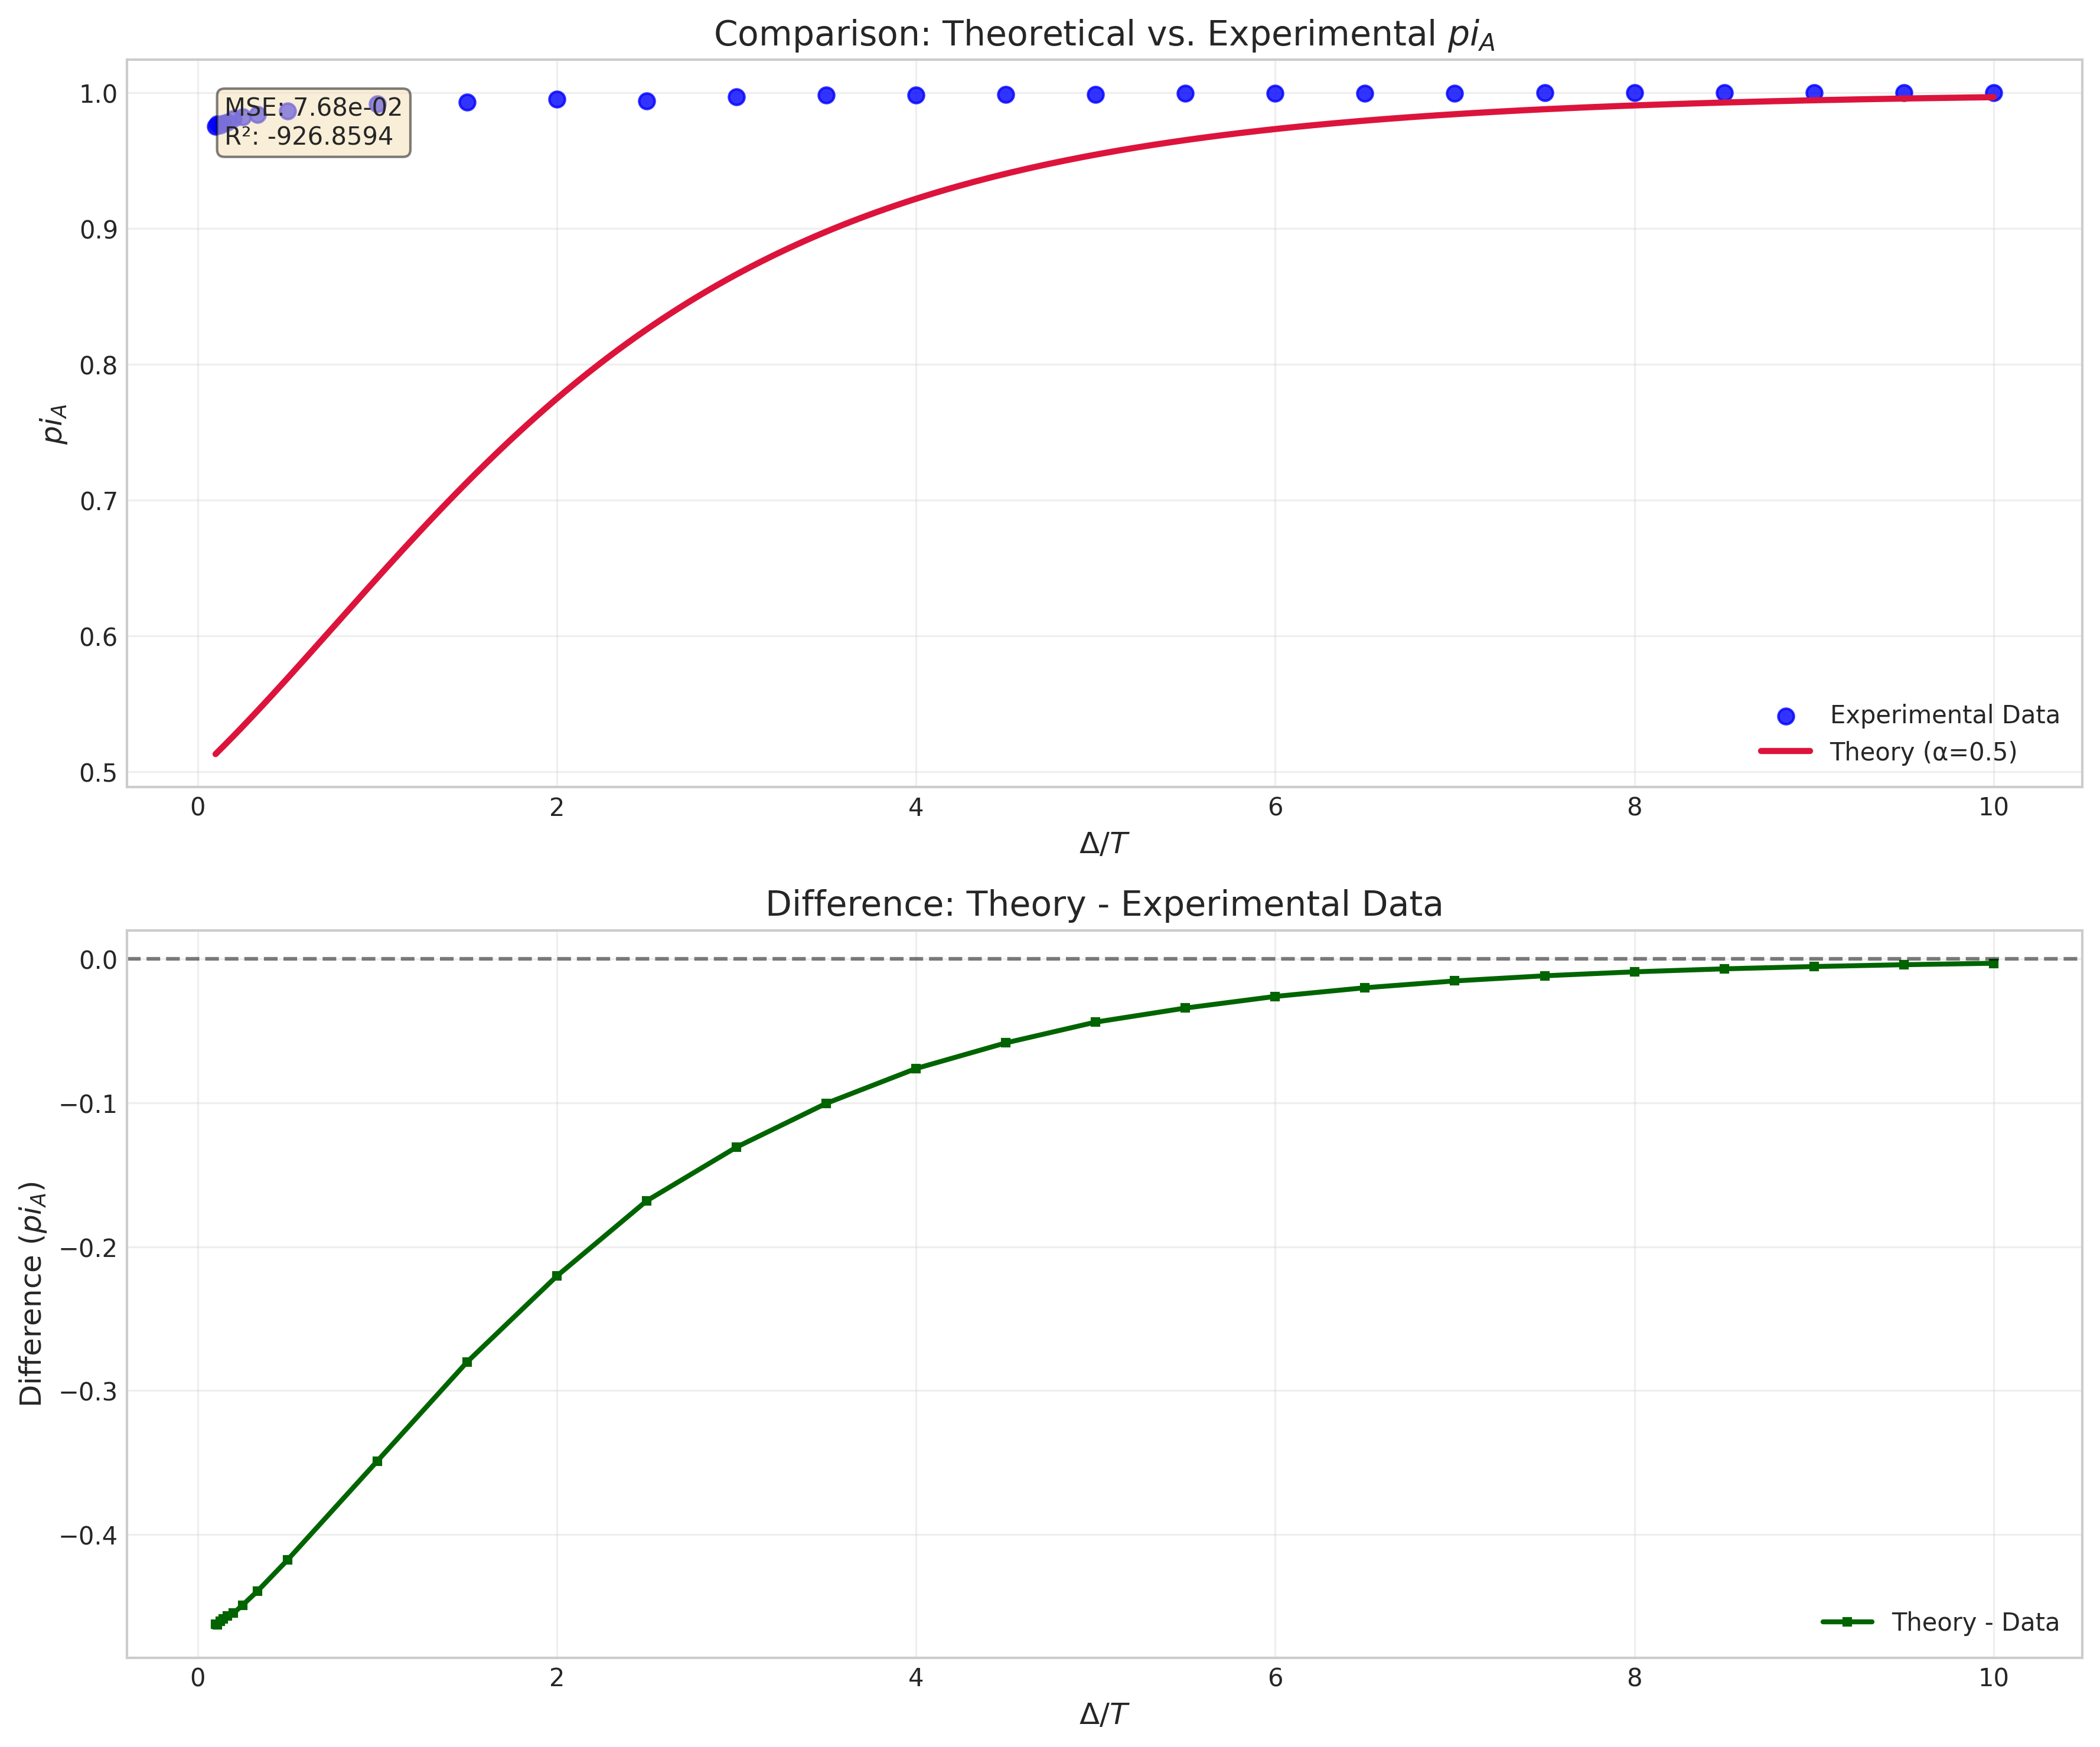 Comparison: Theoretical vs. Experimental pi_A
1.0
0.9
0.8
0.7
0.6
0.5
pi_A
MSE: 7.68e-02
R²: -926.8594
Experimental Data
Theory (α=0.5)
0 2 4 6 8 10
Δ/T
Difference: Theory - Experimental Data
0.0
−0.1
−0.2
−0.3
−0.4
Difference (pi_A)
Theory - Data
0 2 4 6 8 10
Δ/T